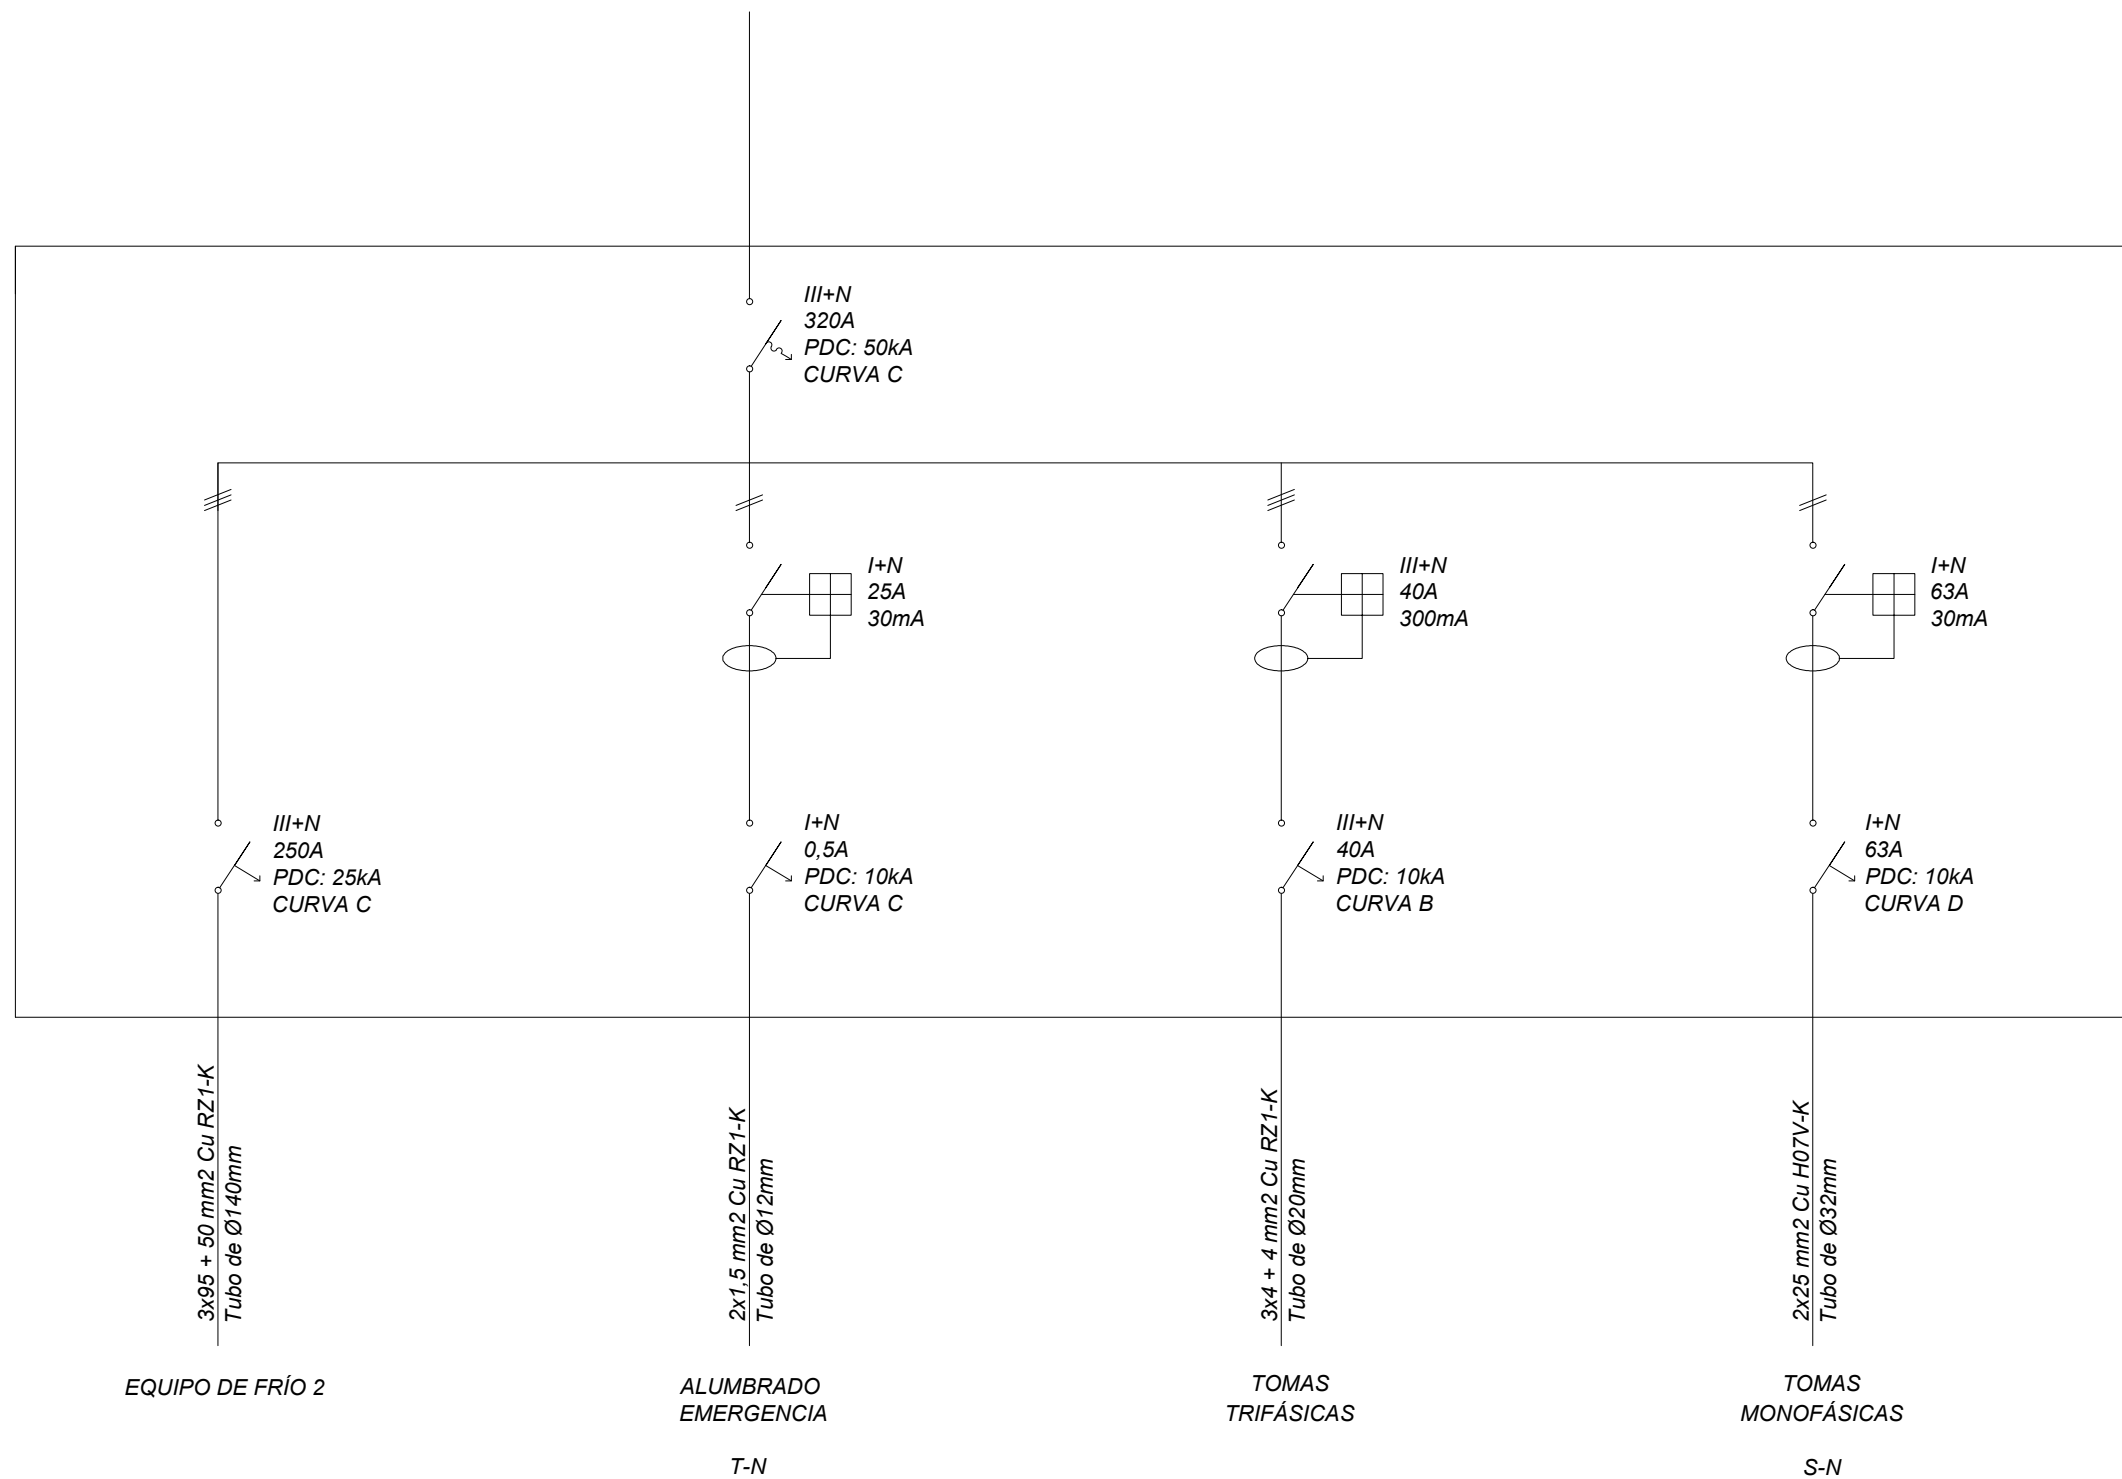 III+N
320A
PDC: 50kA
CURVA C
I+N
25A
30mA
III+N
40A
300mA
I+N
63A
30mA
III+N
250A
PDC: 25kA
CURVA C
I+N
0,5A
PDC: 10kA
CURVA C
III+N
40A
PDC: 10kA
CURVA B
I+N
63A
PDC: 10kA
CURVA D
3x95 + 50 mm2 Cu RZ1-K
Tubo de Ø140mm
2x1,5 mm2 Cu RZ1-K
Tubo de Ø12mm
3x4 + 4 mm2 Cu RZ1-K
Tubo de Ø20mm
2x25 mm2 Cu H07V-K
Tubo de Ø32mm
EQUIPO DE FRÍO 2
ALUMBRADO
EMERGENCIA
T-N
TOMAS
TRIFÁSICAS
TOMAS
MONOFÁSICAS
S-N